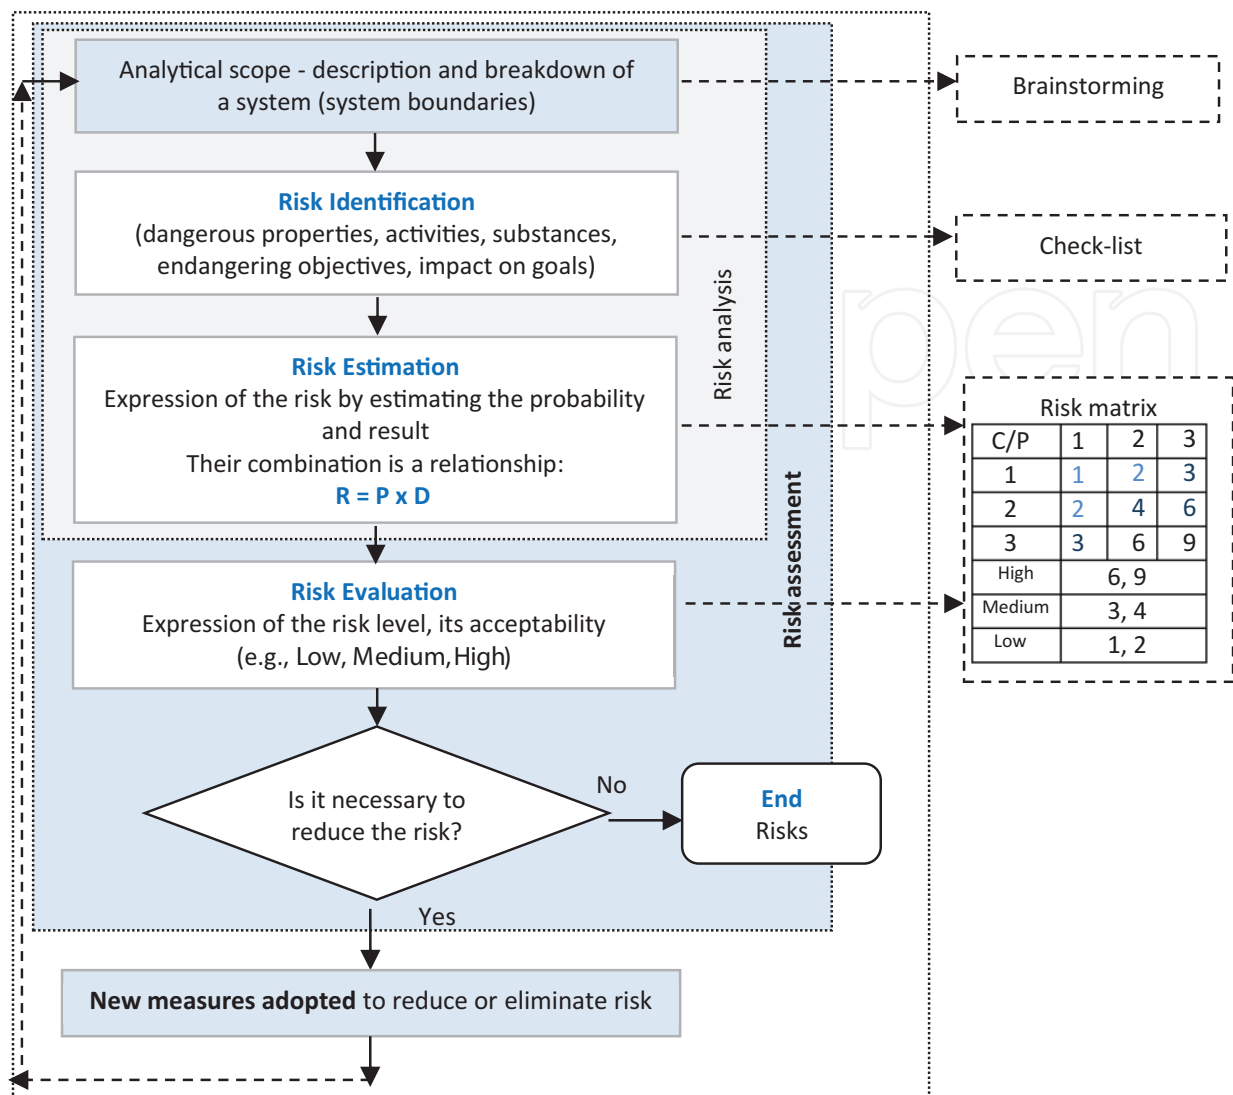 Analytical scope - description and breakdown of
a system (system boundaries)
Brainstorming
Risk Identification
(dangerous properties, activities, substances,
endangering objectives, impact on goals)
Check-list
Risk analysis
Risk Estimation
Expression of the risk by estimating the probability
and result
Their combination is a relationship:
R = P x D
Risk matrix
C/P 1 2 3
1 1 2 3
2 2 4 6
3 3 6 9
High 6, 9
Medium 3, 4
Low 1, 2
Risk assessment
Risk Evaluation
Expression of the risk level, its acceptability
(e.g., Low, Medium, High)
Is it necessary to
reduce the risk?
No
End
Risks
Yes
New measures adopted to reduce or eliminate risk
pen